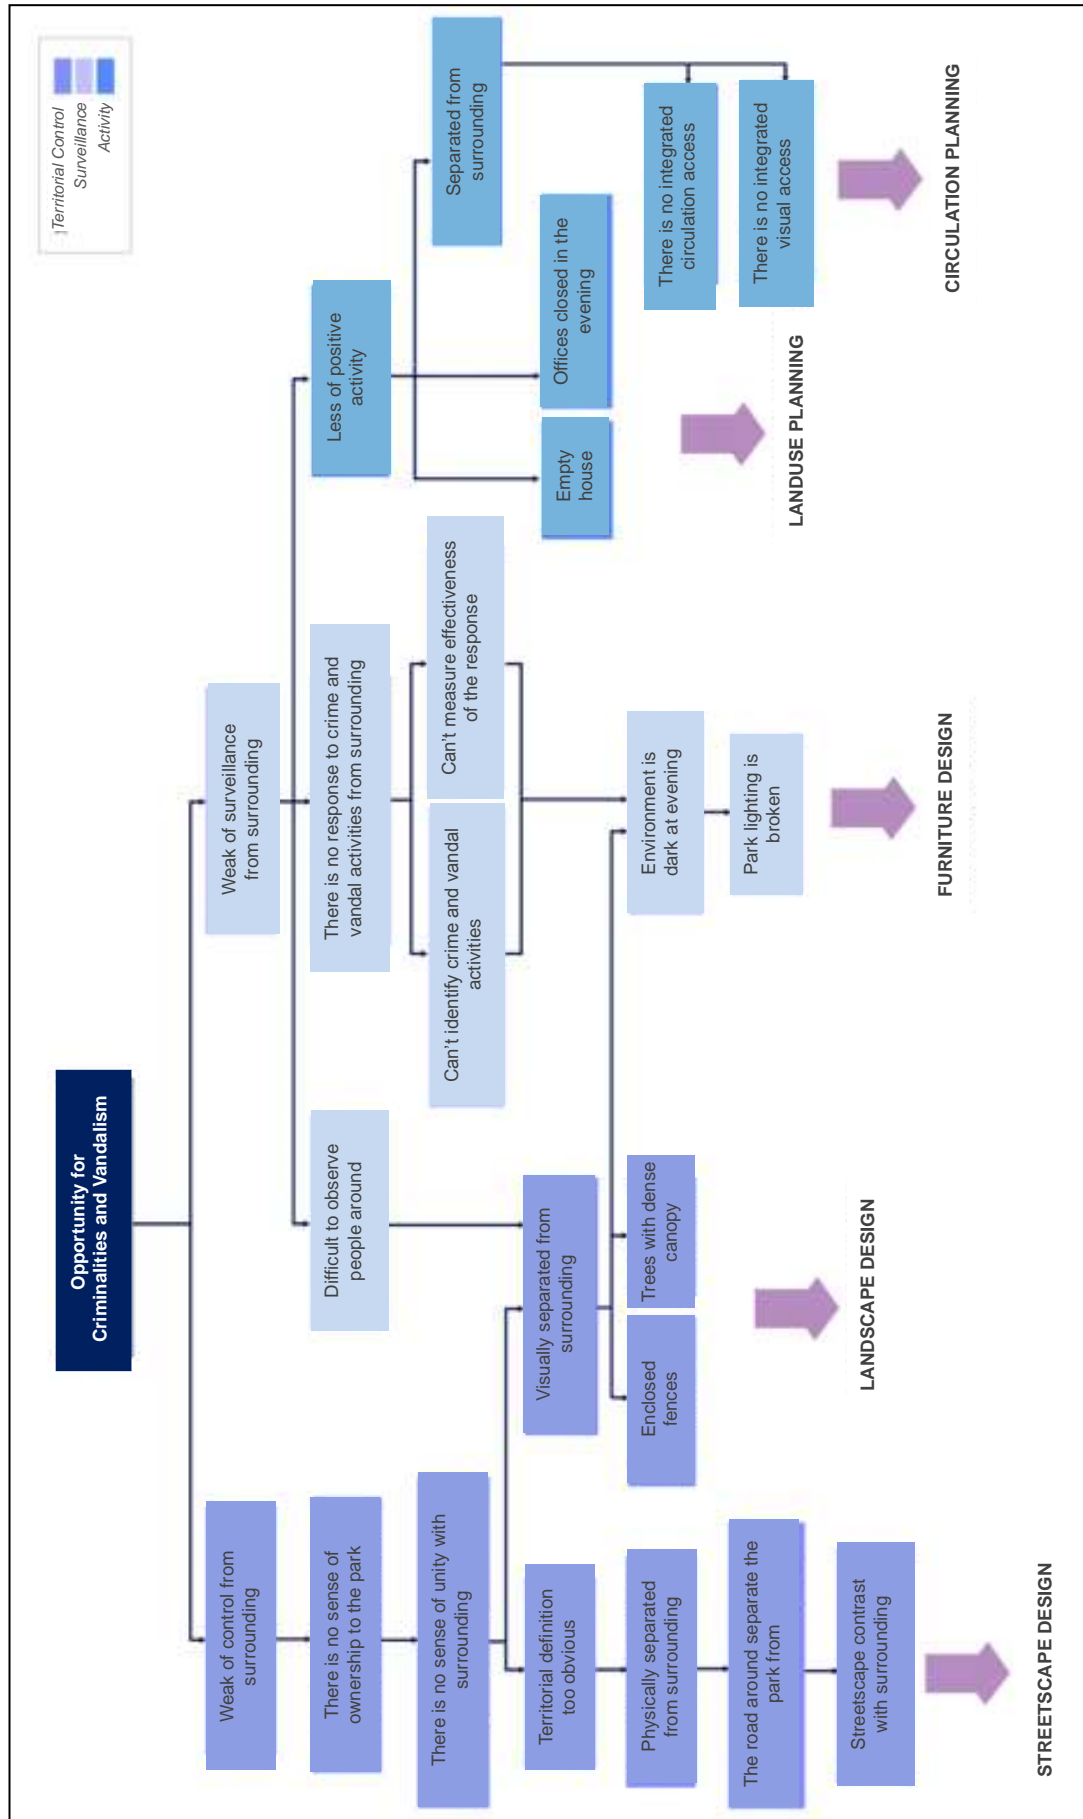 Territorial Control
Surveillance
Activity
Opportunity for
Criminalities and Vandalism
Weak of control from
surrounding
Weak of surveillance
from surrounding
There is no sense of
ownership to the park
Difficult to observe
people around
There is no response to crime and
vandal activities from surrounding
Less of positive
activity
There is no sense of unity with
surrounding
Can't identify crime and vandal
activities
Can't measure effectiveness
of the response
Separated from
surrounding
Territorial definition
too obvious
Visually separated from
surrounding
Empty
house
Offices closed in the
evening
Physically separated
from surrounding
Enclosed
fences
Trees with dense
canopy
Environment is
dark at evening
There is no integrated
circulation access
The road around separate the
park from
Park lighting is
broken
There is no integrated
visual access
Streetscape contrast
with surrounding
STREETSCAPE DESIGN
LANDSCAPE DESIGN
FURNITURE DESIGN
LANDUSE PLANNING
CIRCULATION PLANNING